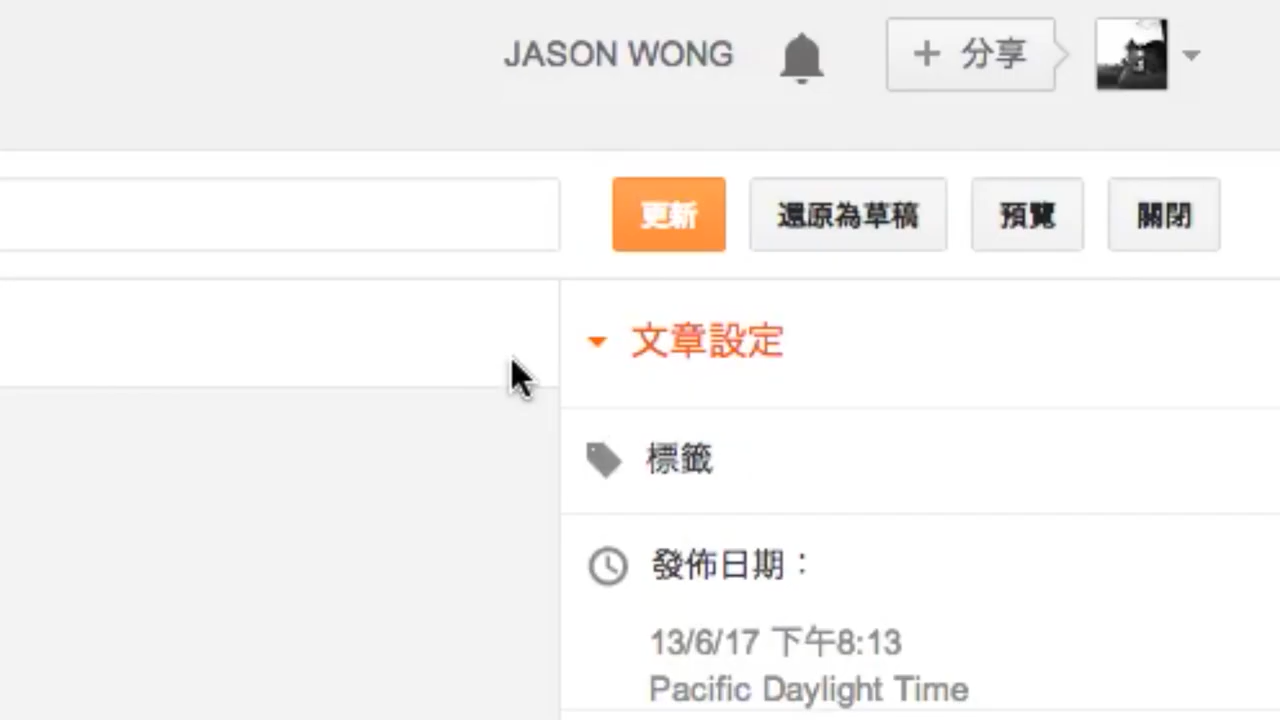 JASON WONG
+ 分享
更新
還原為草稿
預覽
關閉
文章設定
標籤
發佈日期：
13/6/17 下午8:13
Pacific Daylight Time